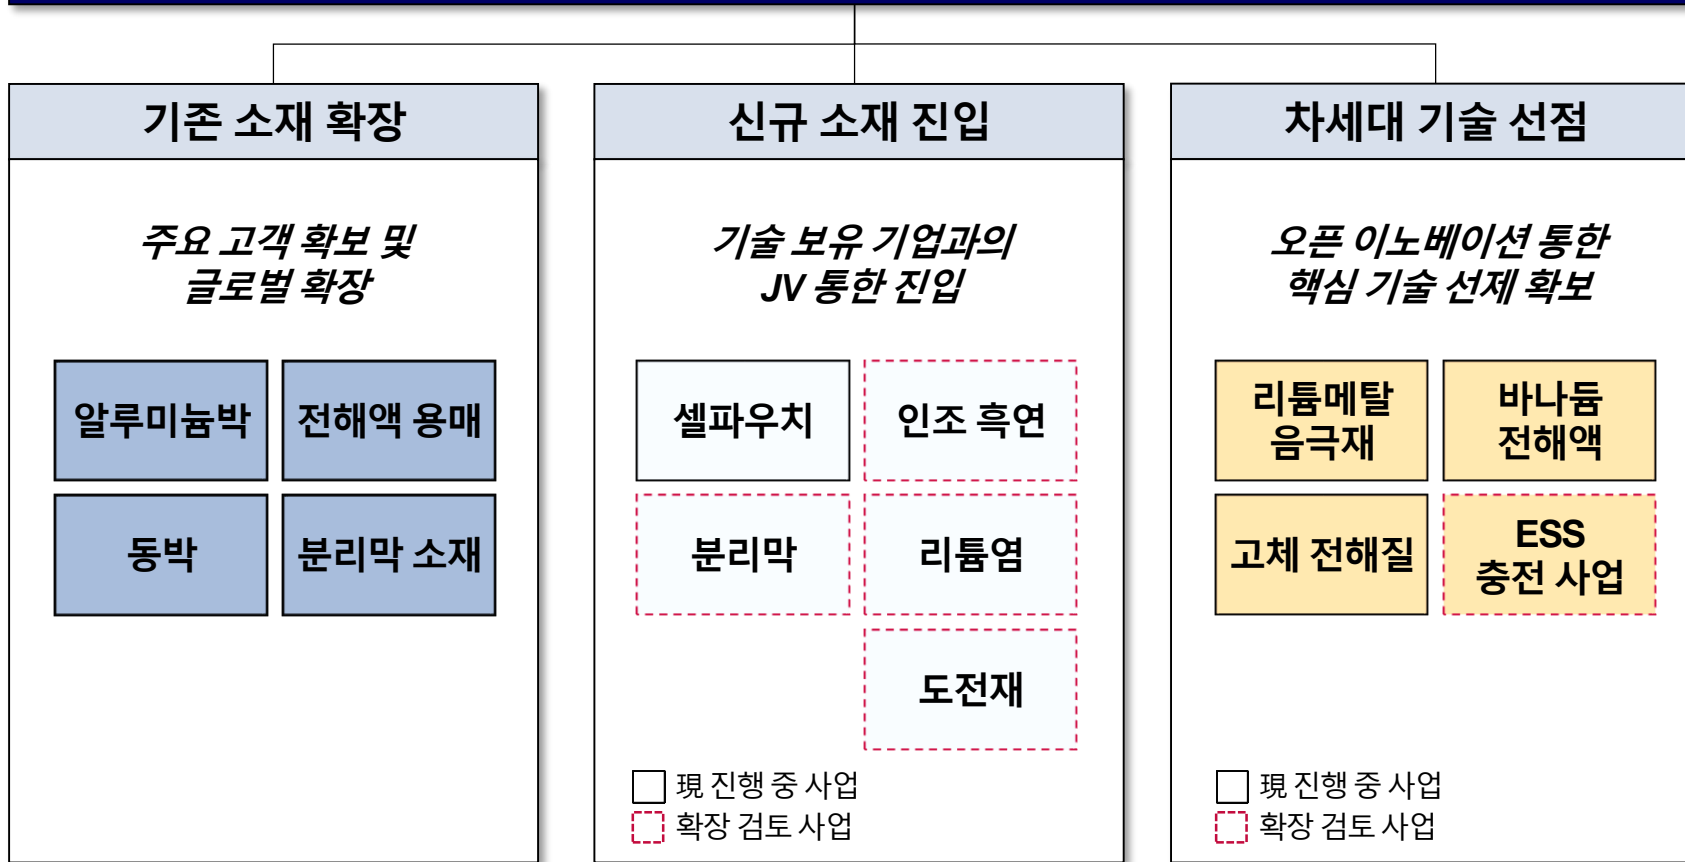 기존 소재 확장
주요 고객 확보 및
글로벌 확장
알루미늄박
전해액 용매
동박
분리막 소재
신규 소재 진입
기술 보유 기업과의
JV 통한 진입
셀파우치
인조 흑연
분리막
리튬염
도전재
現 진행 중 사업
확장 검토 사업
차세대 기술 선점
오픈 이노베이션 통한
핵심 기술 선제 확보
리튬메탈
음극재
바나듐
전해액
고체 전해질
ESS
충전 사업
現 진행 중 사업
확장 검토 사업